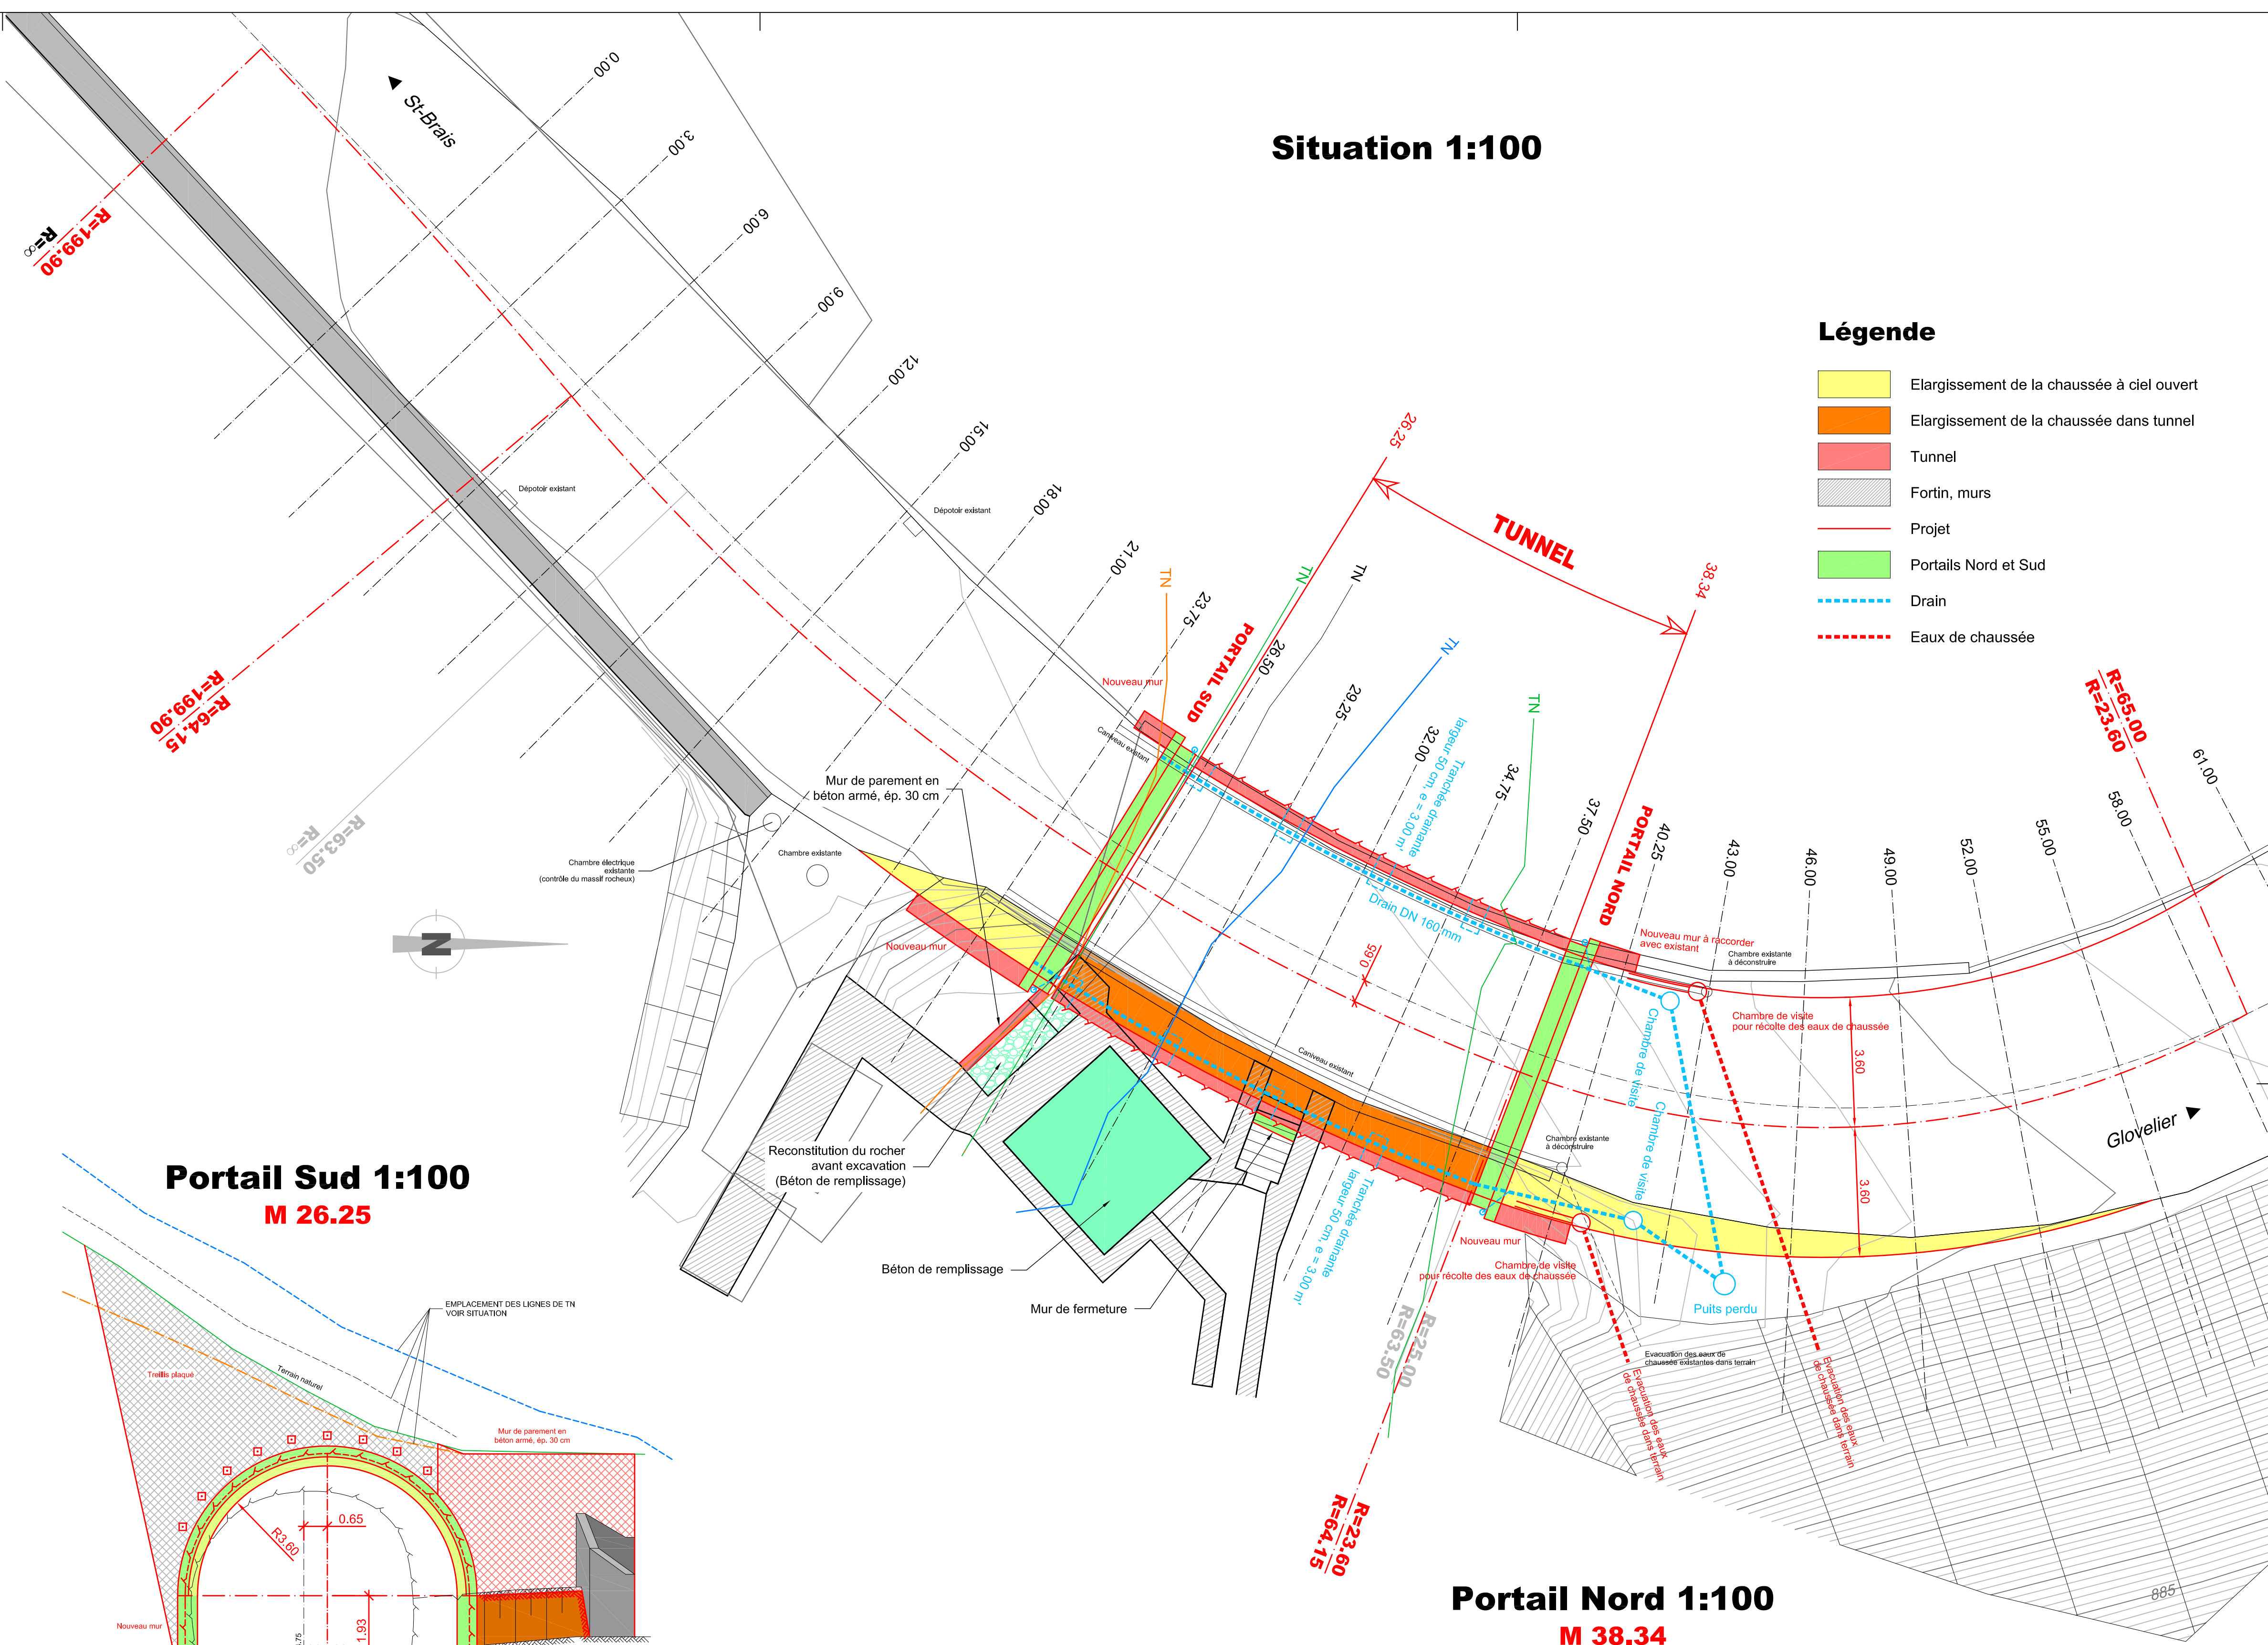 Situation 1:100
0.00
3.00
6.00
9.00
12.00
15.00
18.00
21.00
23.75
26.50
29.25
32.00
34.75
37.50
40.25
43.00
46.00
49.00
52.00
55.00
58.00
61.00
St-Brais
R=∞
R=199.90
R=199.90
R=64.15
R=∞
R=63.50
N
Légende
Elargissement de la chaussée à ciel ouvert
Elargissement de la chaussée dans tunnel
Tunnel
Fortin, murs
Projet
Portails Nord et Sud
Drain
Eaux de chaussée
Dépotoir existant
Dépotoir existant
26.25
TUNNEL
38.34
TN
TN
TN
TN
TN
PORTAIL SUD
PORTAIL NORD
Nouveau mur
Caniveau existant
Mur de parement en
béton armé, ép. 30 cm
Chambre électrique
existante
(contrôle du massif rocheux)
Chambre existante
Nouveau mur
Tranchée drainante
largeur 50 cm, e = 3.00 m'
Drain DN 160 mm
0.65
Caniveau existant
Nouveau mur à raccorder
avec existant
Chambre existante
à déconstruire
Chambre de visite
pour récolte des eaux de chaussée
Chambre de visite
Chambre de visite
3.60
3.60
R=65.00
R=23.60
Glovelier
Chambre existante
à déconstruire
Reconstitution du rocher
avant excavation
(Béton de remplissage)
Béton de remplissage
Mur de fermeture
Tranchée drainante
largeur 50 cm, e = 3.00 m'
Nouveau mur
Chambre de visite
pour récolte des eaux de chaussée
Puits perdu
R=25.00
R=63.50
Evacuation des eaux de
chaussée existantes dans terrain
Evacuation des eaux
de chaussée dans terrain
Evacuation des eaux
de chaussée dans terrain
R=23.60
R=64.15
885
Portail Sud 1:100
M 26.25
EMPLACEMENT DES LIGNES DE TN
VOIR SITUATION
Treillis plaqué
Terrain naturel
Mur de parement en
béton armé, ép. 30 cm
0.65
R3.60
1.93
Nouveau mur
Portail Nord 1:100
M 38.34